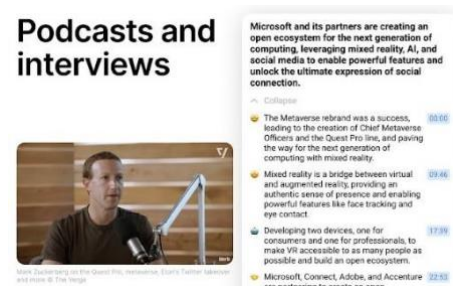 Podcasts and
interviews
Mark Zuckerberg on the Quest Pro, metaverse, Elon's Twitter takeover
and more @ The Verge
Microsoft and its partners are creating an
open ecosystem for the next generation of
computing, leveraging mixed reality, AI, and
social media to enable powerful features and
unlock the ultimate expression of social
connection.
Collapse
The Metaverse rebrand was a success, 00:00
leading to the creation of Chief Metaverse
Officers and the Quest Pro line, and paving
the way for the next generation of
computing with mixed reality.
Mixed reality is a bridge between virtual 09:46
and augmented reality, providing an
authentic sense of presence and enabling
powerful features like face tracking and
eye contact.
Developing two devices, one for 17:39
consumers and one for professionals, to
make VR accessible to as many people as
possible and build an open ecosystem.
Microsoft, Connect, Adobe, and Accenture 22:53